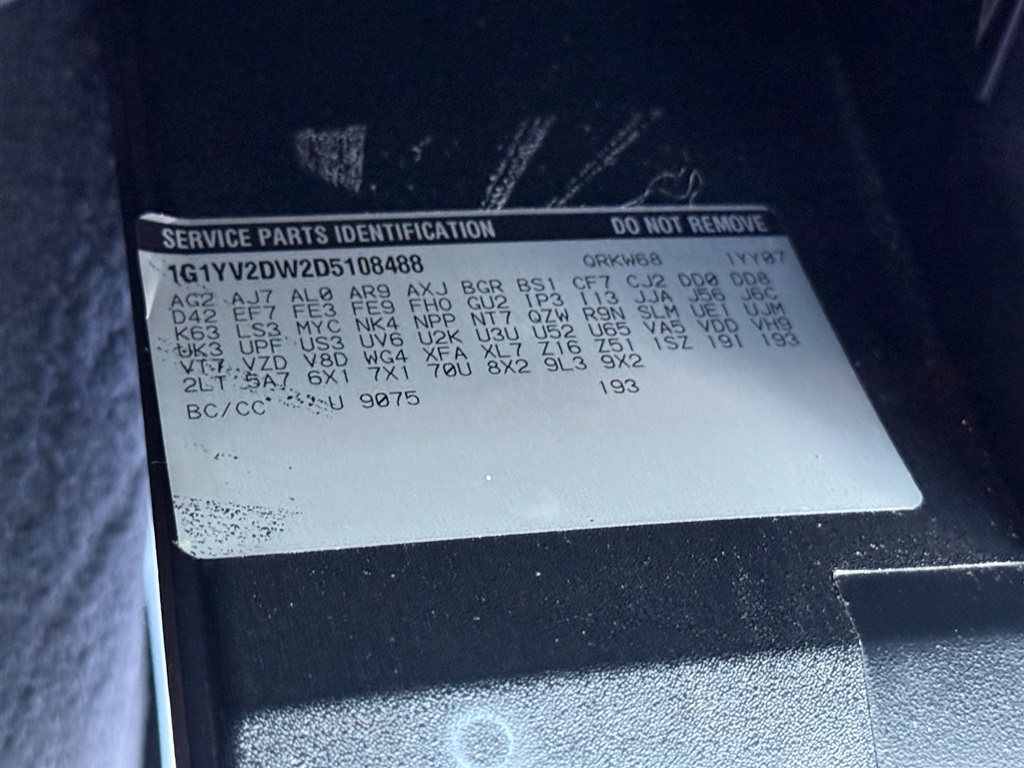 SERVICE PARTS IDENTIFICATION DO NOT REMOVE
1G1YV2DW2D5108488 QRKW68 1YY07
AG2 AJ7 AL0 AR9 AXJ BGR BS1 CF7 CJ2 DD0 DD8
D42 EF7 FE3 FE9 FHO GU2 IP3 I13 JJA J56 J6C
K63 LS3 MYC NK4 NPP NT7 QZW R9N SLM UE1 UJM
UK3 UPF US3 UV6 U2K U3U U52 U65 VA5 VDD VH9
VT7 VZD V8D WG4 XFA XL7 Z16 Z51 1SZ 191 193
2LT 5A7 6X1 7X1 70U 8X2 9L3 9X2
BC/CC U 9075 193